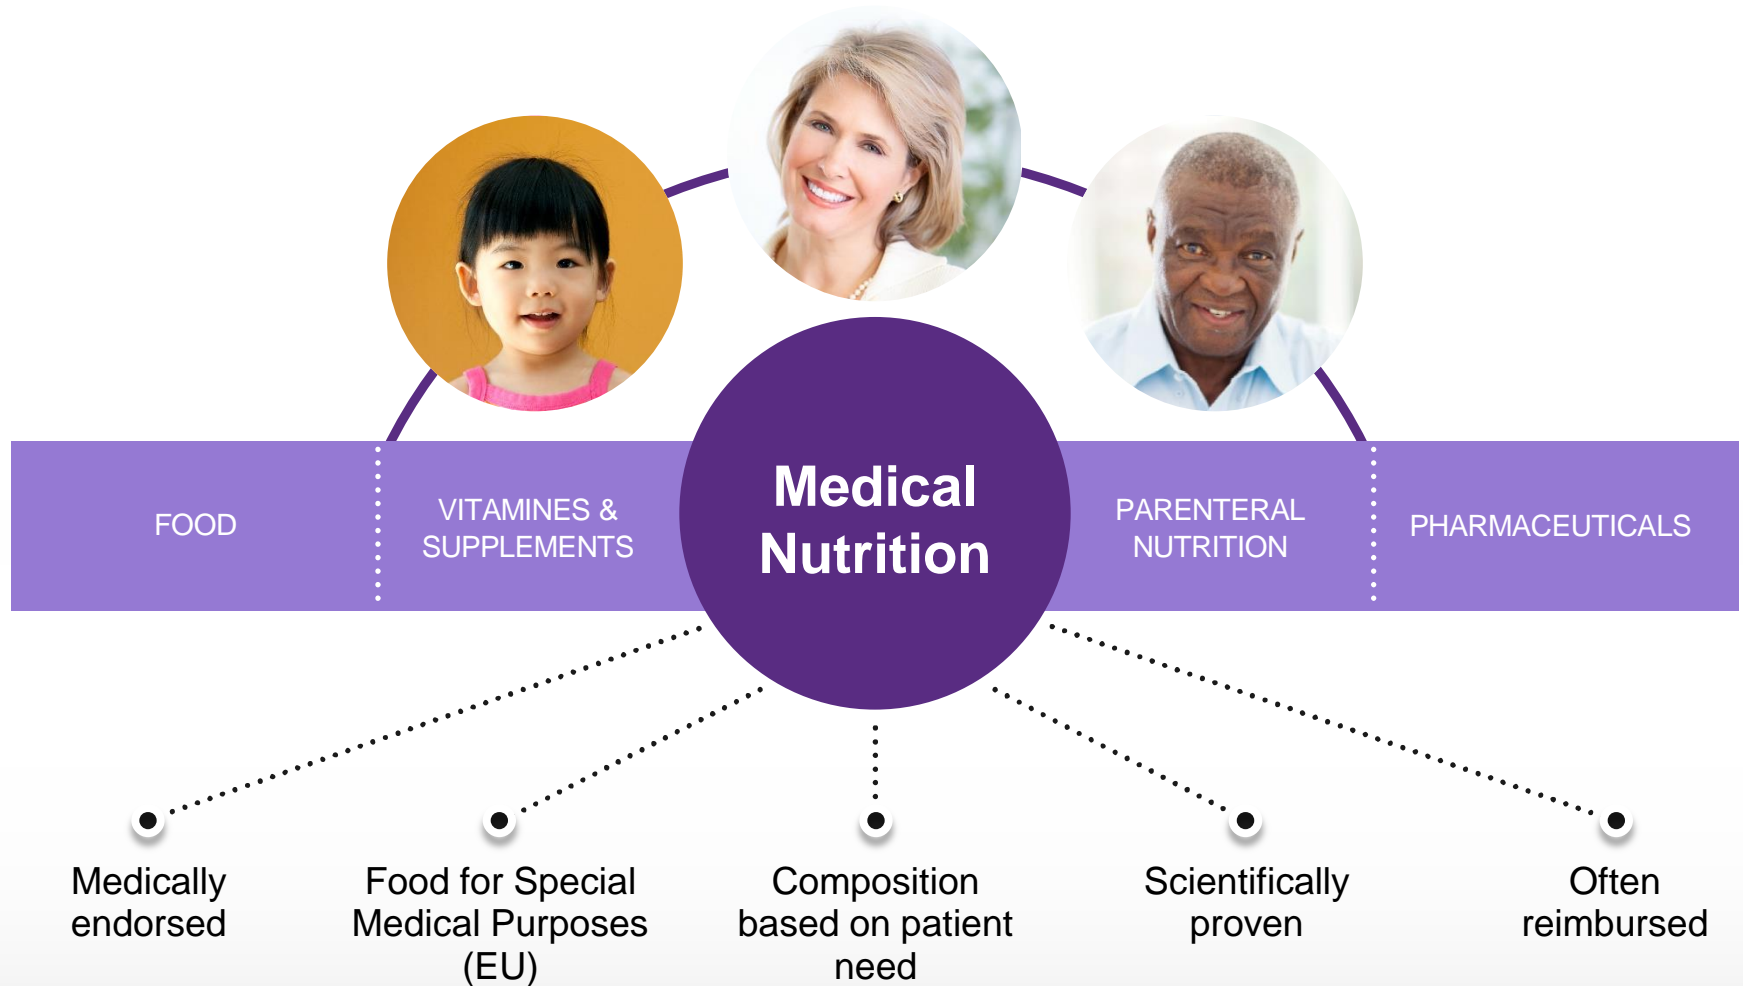 Medical
Nutrition
FOOD
VITAMINES &
SUPPLEMENTS
PARENTERAL
NUTRITION
PHARMACEUTICALS
Medically
endorsed
Food for Special
Medical Purposes
(EU)
Composition
based on patient
need
Scientifically
proven
Often
reimbursed